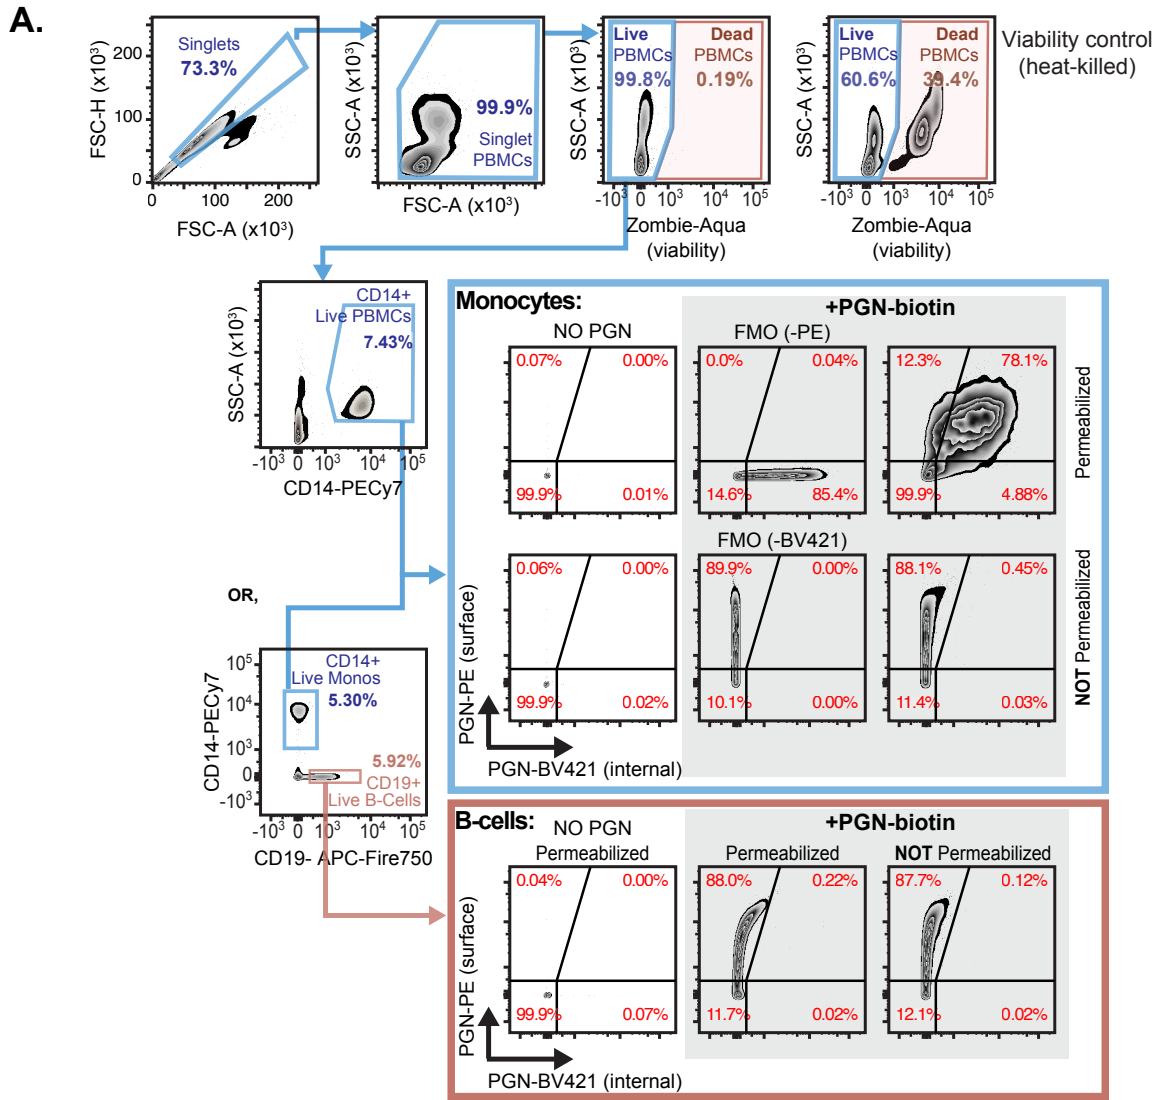 A.
Singlets
73.3%
FSC-H (x10³)
200
100
0
0
200
FSC-A (x10³)
SSC-A (x10³)
99.9%
Singlet
PBMCs
FSC-A (x10³)
SSC-A (x10³)
Live
PBMCs
99.8%
Dead
PBMCs
0.19%
-10³ 0 10³ 10⁴ 10⁵
Zombie-Aqua
(viability)
SSC-A (x10³)
Live
PBMCs
60.6%
Dead
PBMCs
39.4%
-10³ 0 10³ 10⁴ 10⁵
Zombie-Aqua
(viability)
Viability control
(heat-killed)
SSC-A (x10³)
CD14+
Live PBMCs
7.43%
-10³ 0 10³ 10⁴ 10⁵
CD14-PECy7
OR,
CD14-PECy7
10⁵
10⁴
10³
0
-10³
CD14+
Live Monos
5.30%
5.92%
CD19+
Live B-Cells
-10³ 0 10³ 10⁴ 10⁵
CD19- APC-Fire750
Monocytes:
+PGN-biotin
NO PGN
FMO (-PE)
0.07% 0.00%
99.9% 0.01%
0.0% 0.04%
14.6% 85.4%
12.3% 78.1%
99.9% 4.88%
Permeabilized
FMO (-BV421)
0.06% 0.00%
99.9% 0.02%
89.9% 0.00%
10.1% 0.00%
88.1% 0.45%
11.4% 0.03%
NOT Permeabilized
PGN-PE (surface)
PGN-BV421 (internal)
B-cells:
NO PGN
+PGN-biotin
Permeabilized
Permeabilized
NOT Permeabilized
0.04% 0.00%
99.9% 0.07%
88.0% 0.22%
11.7% 0.02%
87.7% 0.12%
12.1% 0.02%
PGN-PE (surface)
PGN-BV421 (internal)